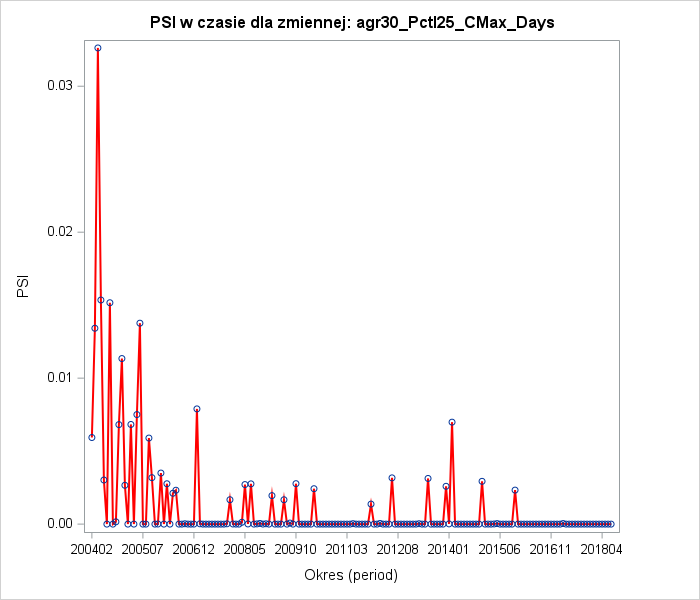 PSI w czasie dla zmiennej: agr30_Pctl25_CMax_Days
0.03
0.02
0.01
0.00
PSI
200402 200507 200612 200805 200910 201103 201208 201401 201506 201611 201804
Okres (period)